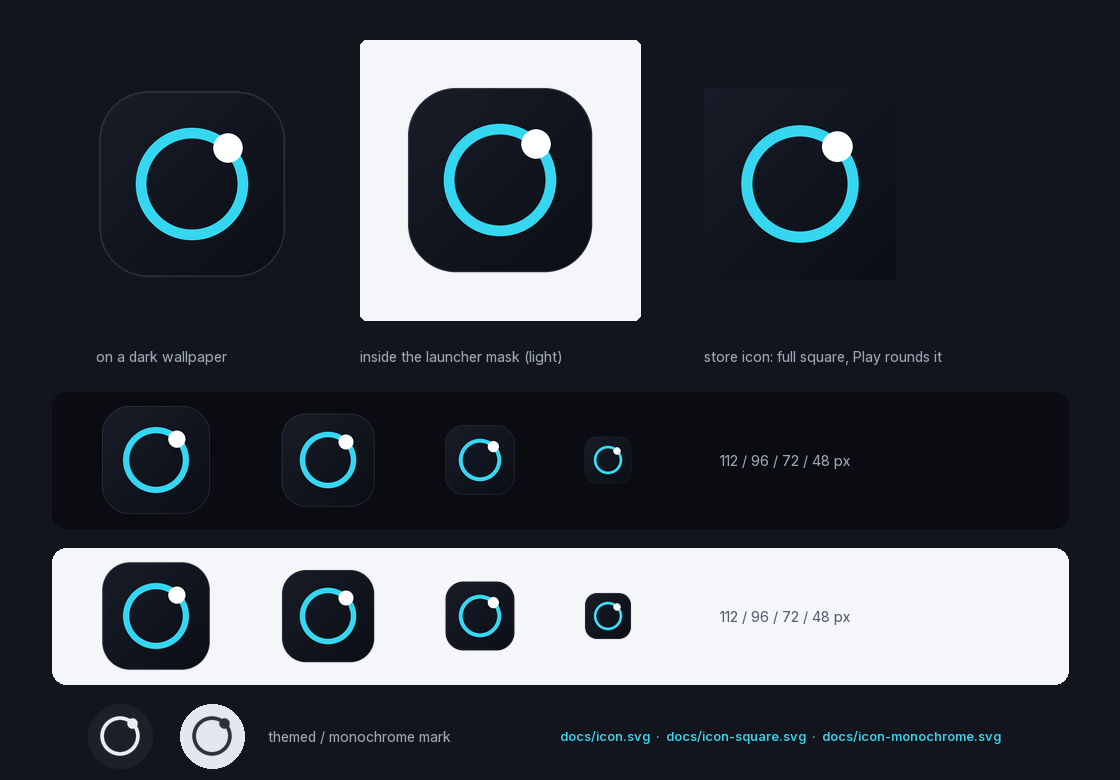 on a dark wallpaper
inside the launcher mask (light)
store icon: full square, Play rounds it
112 / 96 / 72 / 48 px
112 / 96 / 72 / 48 px
themed / monochrome mark
docs/icon.svg · docs/icon-square.svg · docs/icon-monochrome.svg